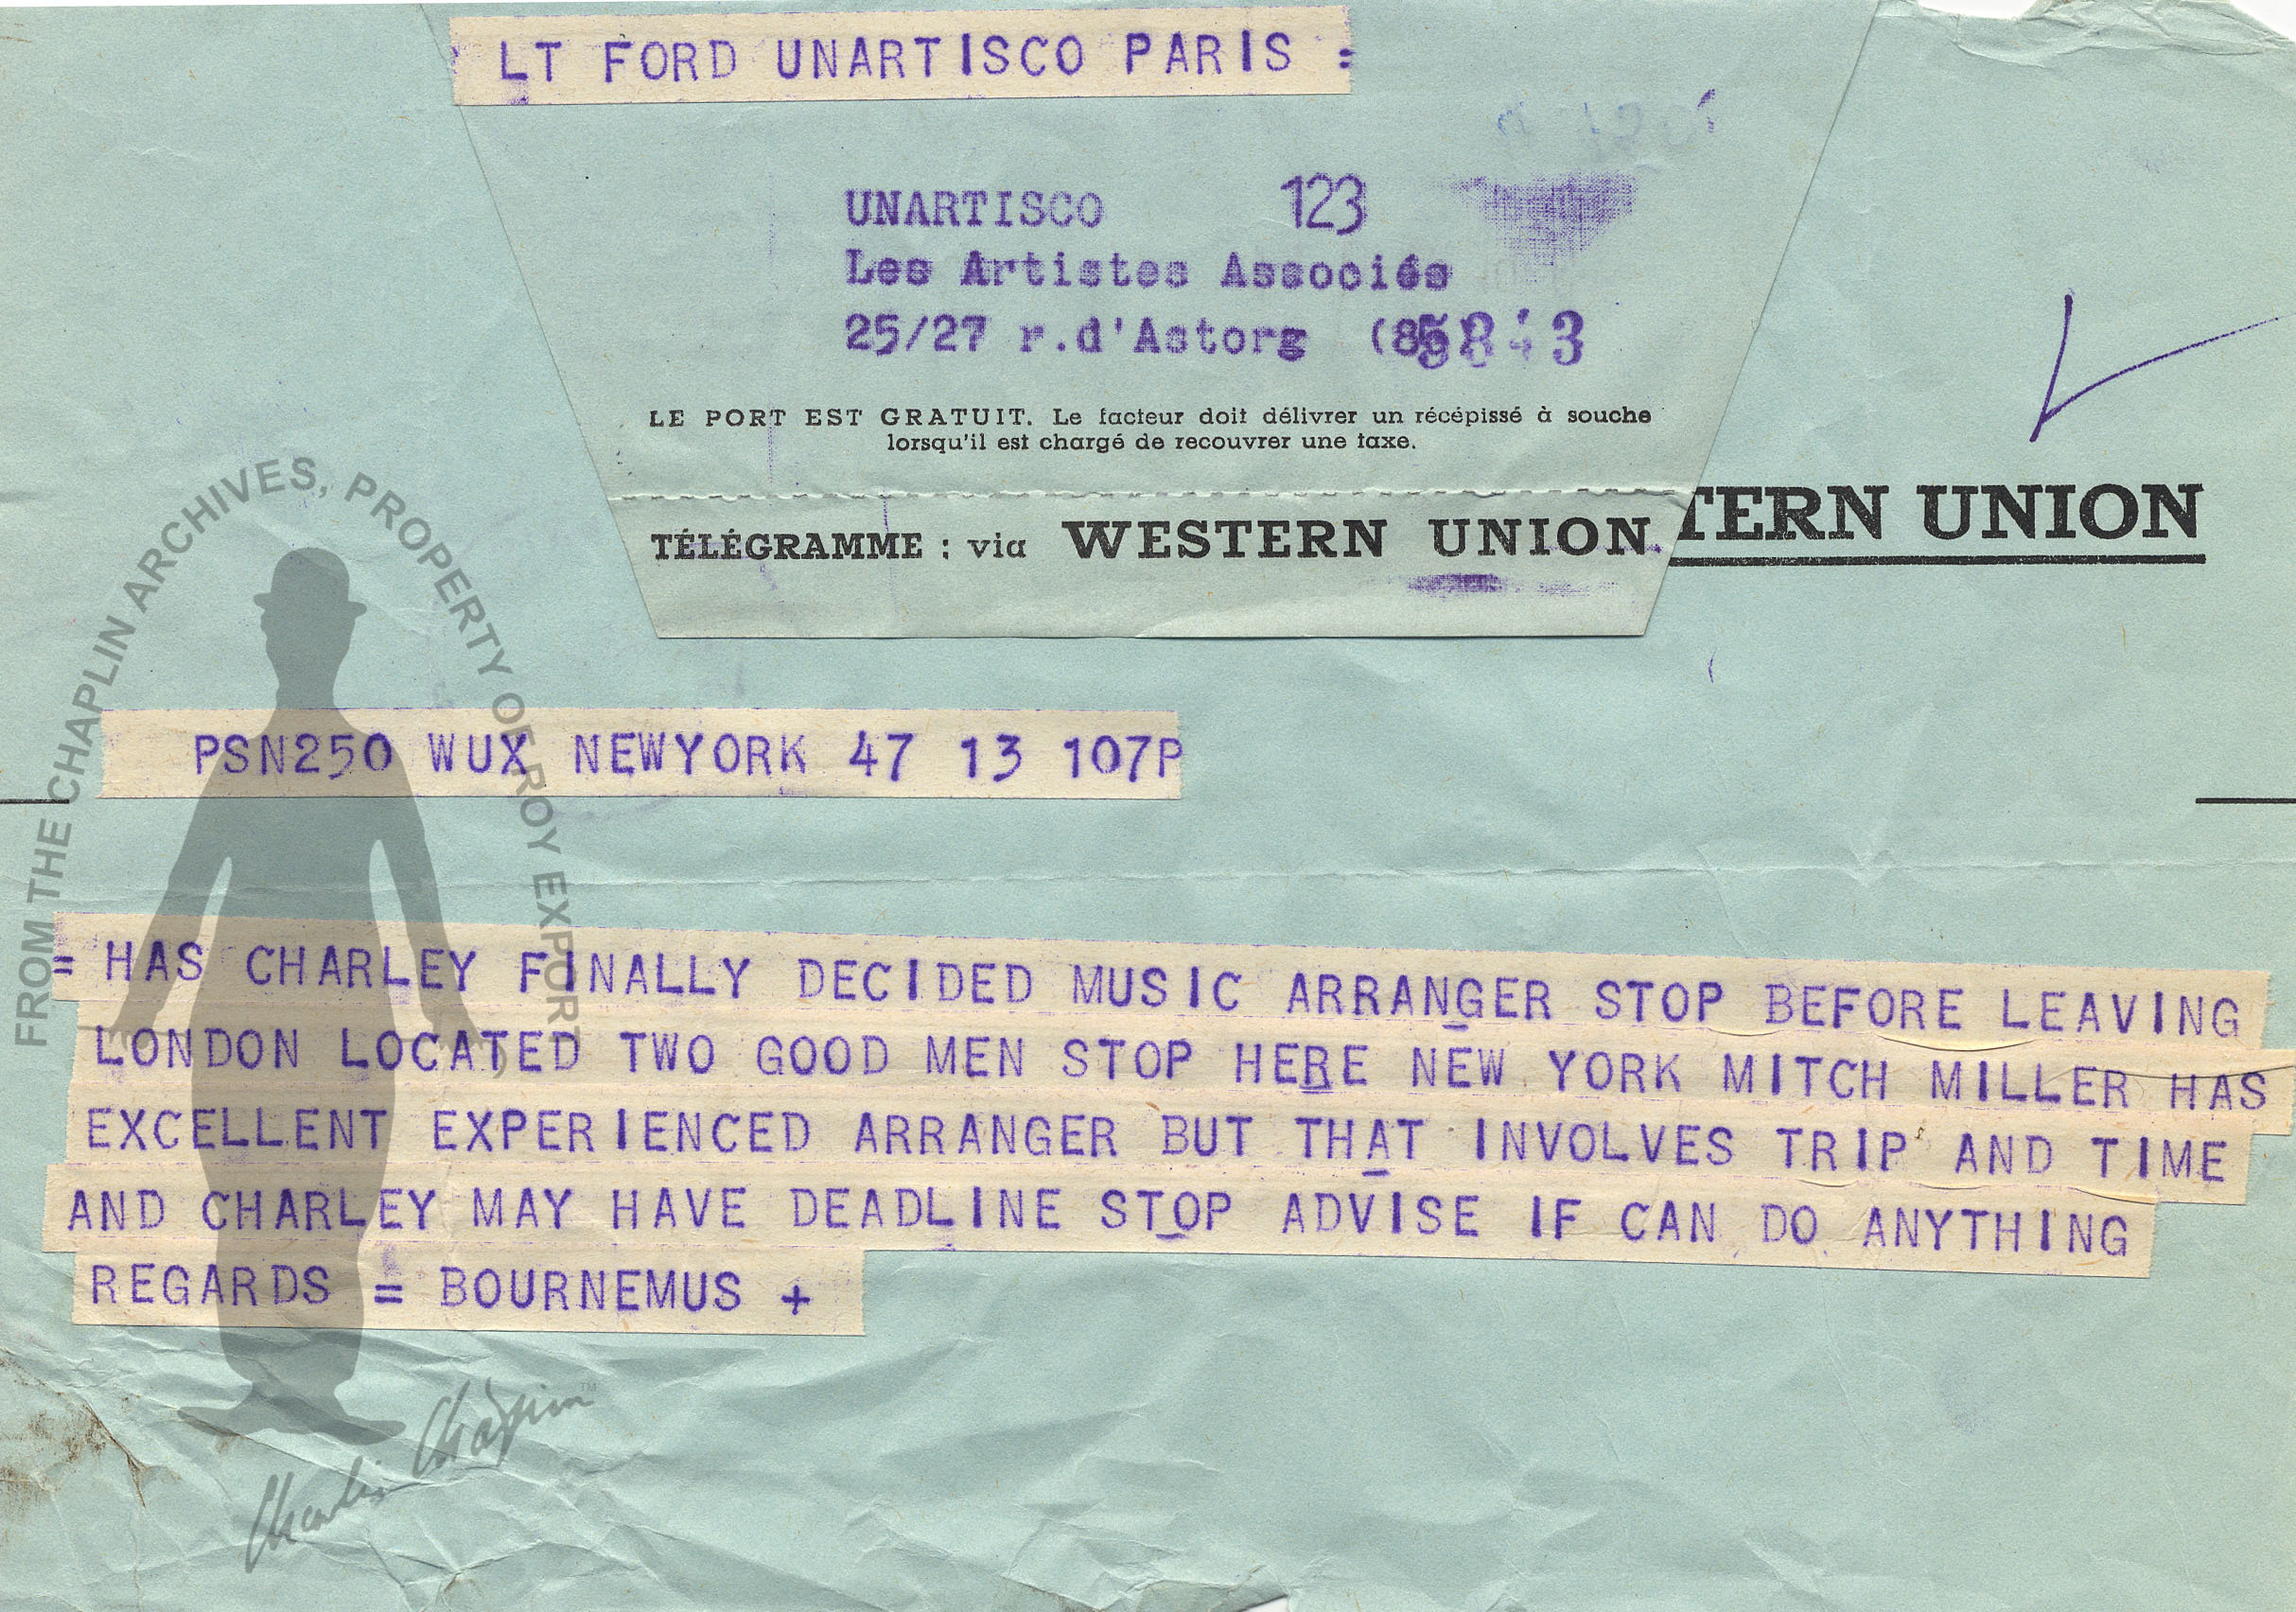 LT FORD UNARTISCO PARIS =
UNARTISCO 123
Les Artistes Associés
25/27 r.d'Astorg
LE PORT EST GRATUIT. Le facteur doit délivrer un récépissé à souche
lorsqu'il est chargé de recouvrer une taxe.
TERN UNION
TÉLÉGRAMME : via WESTERN UNION.
FROM THE CHAPLIN ARCHIVES, PROPERTY OF ROY EXPORT
PSN250 WUX NEWYORK 47 13 107P
= HAS CHARLEY FINALLY DECIDED MUSIC ARRANGER STOP BEFORE LEAVING
LONDON LOCATED TWO GOOD MEN STOP HERE NEW YORK MITCH MILLER HAS
EXCELLENT EXPERIENCED ARRANGER BUT THAT INVOLVES TRIP AND TIME
AND CHARLEY MAY HAVE DEADLINE STOP ADVISE IF CAN DO ANYTHING
REGARDS = BOURNEMUS +
Charlie Chaplin™